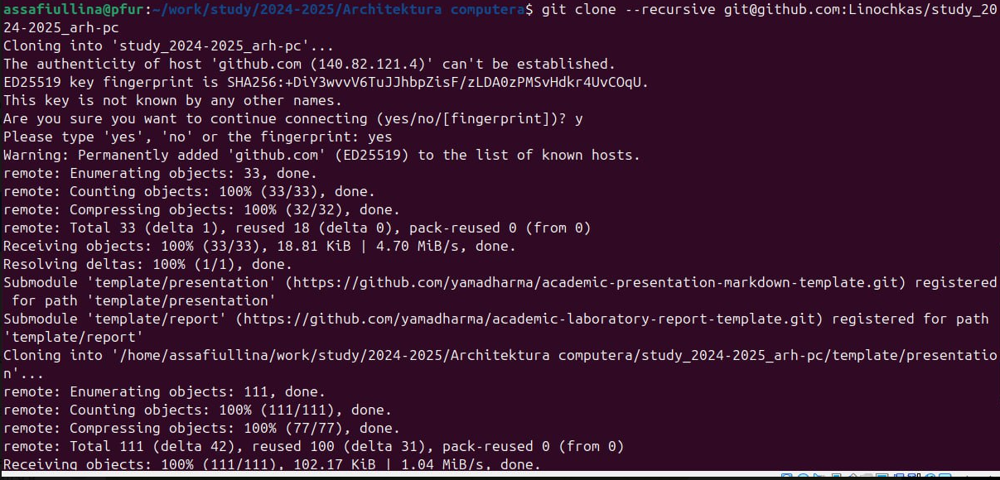 assafiullina@pfur:~/work/study/2024-2025/Architektura computera$ git clone --recursive git@github.com:Linochkas/study_20
24-2025_arh-pc
Cloning into 'study_2024-2025_arh-pc'...
The authenticity of host 'github.com (140.82.121.4)' can't be established.
ED25519 key fingerprint is SHA256:+DiY3wvvV6TuJJhbpZisF/zLDA0zPMSvHdkr4UvCOqU.
This key is not known by any other names.
Are you sure you want to continue connecting (yes/no/[fingerprint])? y
Please type 'yes', 'no' or the fingerprint: yes
Warning: Permanently added 'github.com' (ED25519) to the list of known hosts.
remote: Enumerating objects: 33, done.
remote: Counting objects: 100% (33/33), done.
remote: Compressing objects: 100% (32/32), done.
remote: Total 33 (delta 1), reused 18 (delta 0), pack-reused 0 (from 0)
Receiving objects: 100% (33/33), 18.81 KiB | 4.70 MiB/s, done.
Resolving deltas: 100% (1/1), done.
Submodule 'template/presentation' (https://github.com/yamadharma/academic-presentation-markdown-template.git) registered
 for path 'template/presentation'
Submodule 'template/report' (https://github.com/yamadharma/academic-laboratory-report-template.git) registered for path
'template/report'
Cloning into '/home/assafiullina/work/study/2024-2025/Architektura computera/study_2024-2025_arh-pc/template/presentatio
n'...
remote: Enumerating objects: 111, done.
remote: Counting objects: 100% (111/111), done.
remote: Compressing objects: 100% (77/77), done.
remote: Total 111 (delta 42), reused 100 (delta 31), pack-reused 0 (from 0)
Receiving objects: 100% (111/111), 102.17 KiB | 1.04 MiB/s, done.